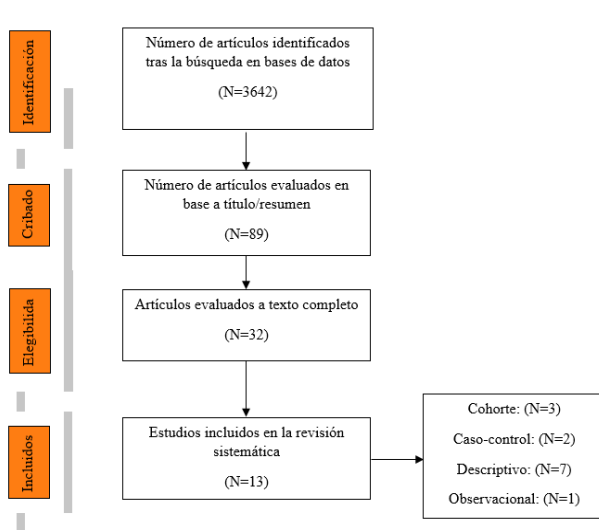 Identificación
Número de artículos identificados
tras la búsqueda en bases de datos
(N=3642)
Cribado
Número de artículos evaluados en
base a título/resumen
(N=89)
Elegibilida
Artículos evaluados a texto completo
(N=32)
Incluidos
Estudios incluidos en la revisión
sistemática
(N=13)
Cohorte: (N=3)
Caso-control: (N=2)
Descriptivo: (N=7)
Observacional: (N=1)